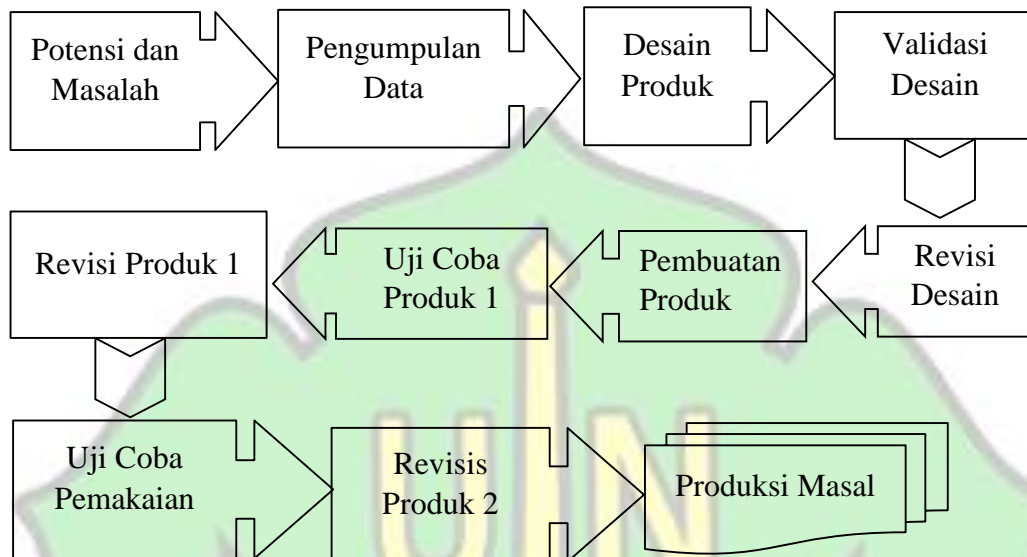 Potensi dan
Masalah
Pengumpulan
Data
Desain
Produk
Validasi
Desain
Revisi Produk 1
Uji Coba
Produk 1
Pembuatan
Produk
Revisi
Desain
Uji Coba
Pemakaian
Revisis
Produk 2
Produksi Masal
UIN